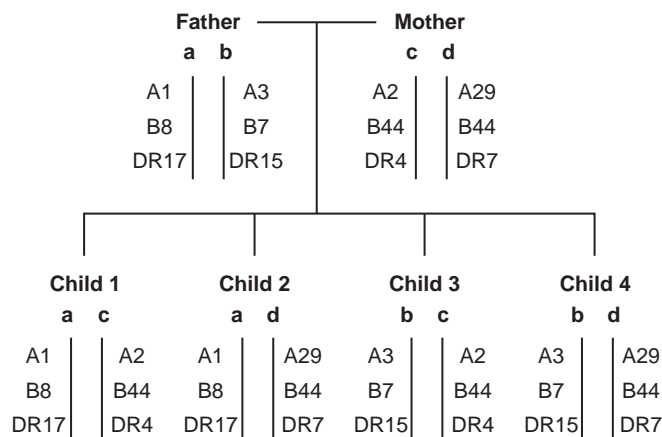 Father Mother
a b c d
A1 A3 A2 A29
B8 B7 B44 B44
DR17 DR15 DR4 DR7
Child 1 Child 2 Child 3 Child 4
a c a d b c b d
A1 A2 A1 A29 A3 A2 A3 A29
B8 B44 B8 B44 B7 B44 B7 B44
DR17 DR4 DR17 DR7 DR15 DR4 DR15 DR7